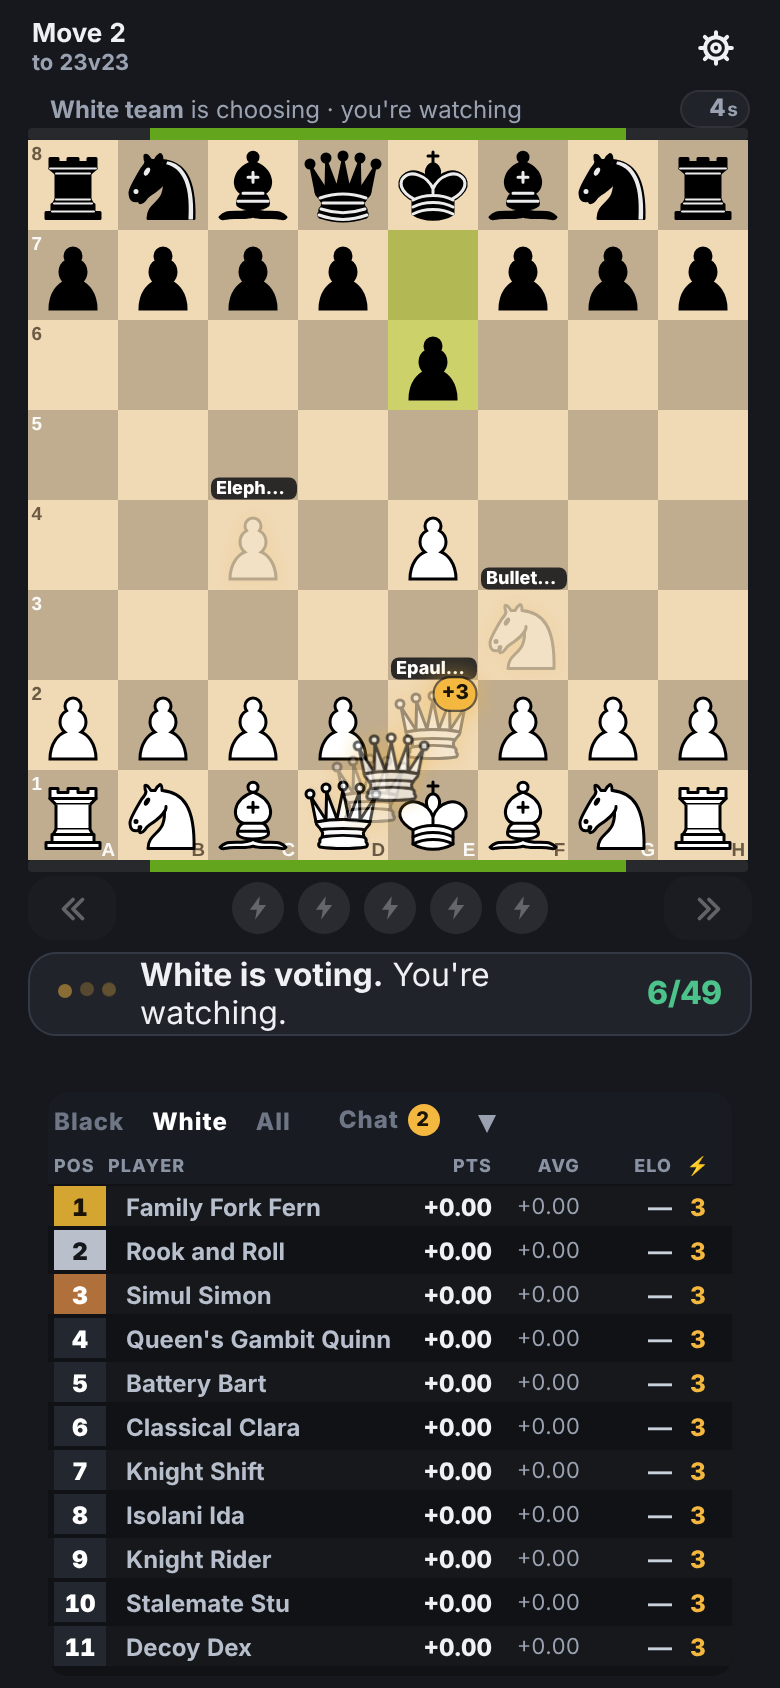 Move 2
to 23v23
White team is choosing · you're watching
4s
8
7
6
5
Eleph...
4
Bullet...
3
Epaul...
+3
2
1
A B C D E F G H
White is voting. You're
watching.
6/49
Black White All Chat 2 ▼
POS PLAYER PTS AVG ELO ⚡
1 Family Fork Fern +0.00 +0.00 — 3
2 Rook and Roll +0.00 +0.00 — 3
3 Simul Simon +0.00 +0.00 — 3
4 Queen's Gambit Quinn +0.00 +0.00 — 3
5 Battery Bart +0.00 +0.00 — 3
6 Classical Clara +0.00 +0.00 — 3
7 Knight Shift +0.00 +0.00 — 3
8 Isolani Ida +0.00 +0.00 — 3
9 Knight Rider +0.00 +0.00 — 3
10 Stalemate Stu +0.00 +0.00 — 3
11 Decoy Dex +0.00 +0.00 — 3